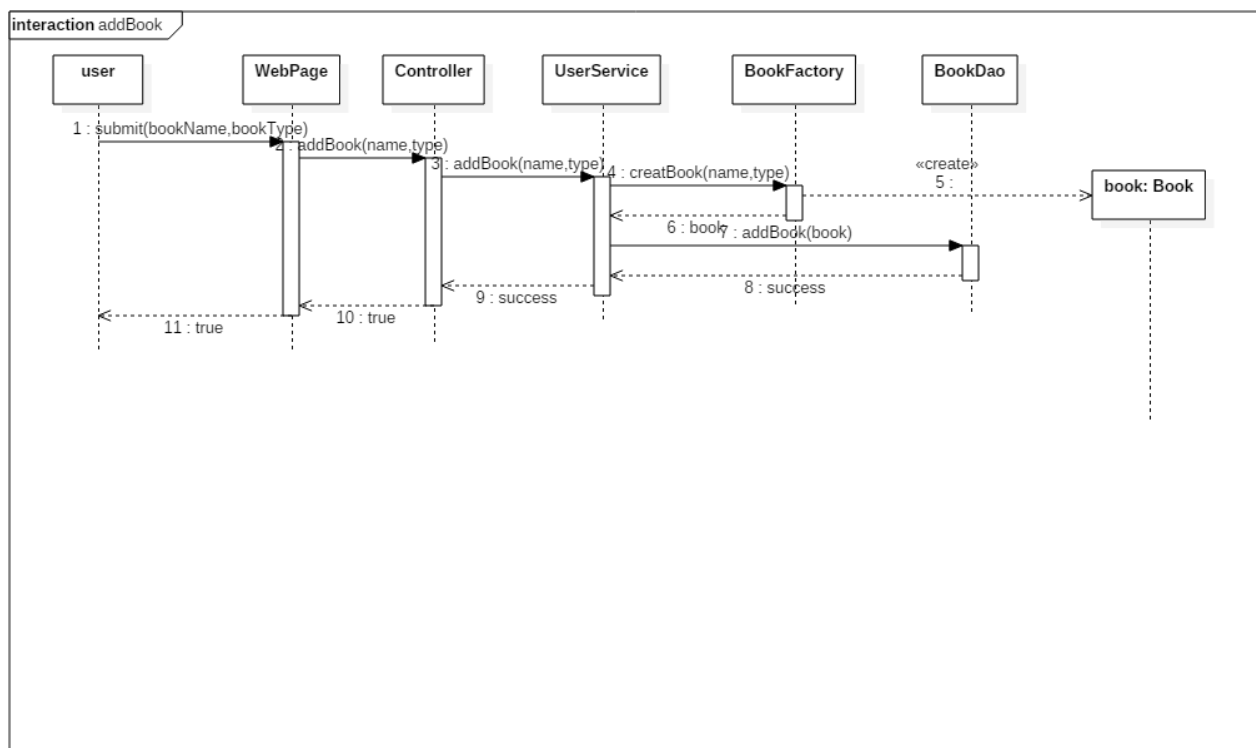 interaction addBook
user
WebPage
Controller
UserService
BookFactory
BookDao
1 : submit(bookName,bookType)
2 : addBook(name,type)
3 : addBook(name,type)
4 : creatBook(name,type)
«create»
5 :
book: Book
6 : book
7 : addBook(book)
8 : success
9 : success
10 : true
11 : true